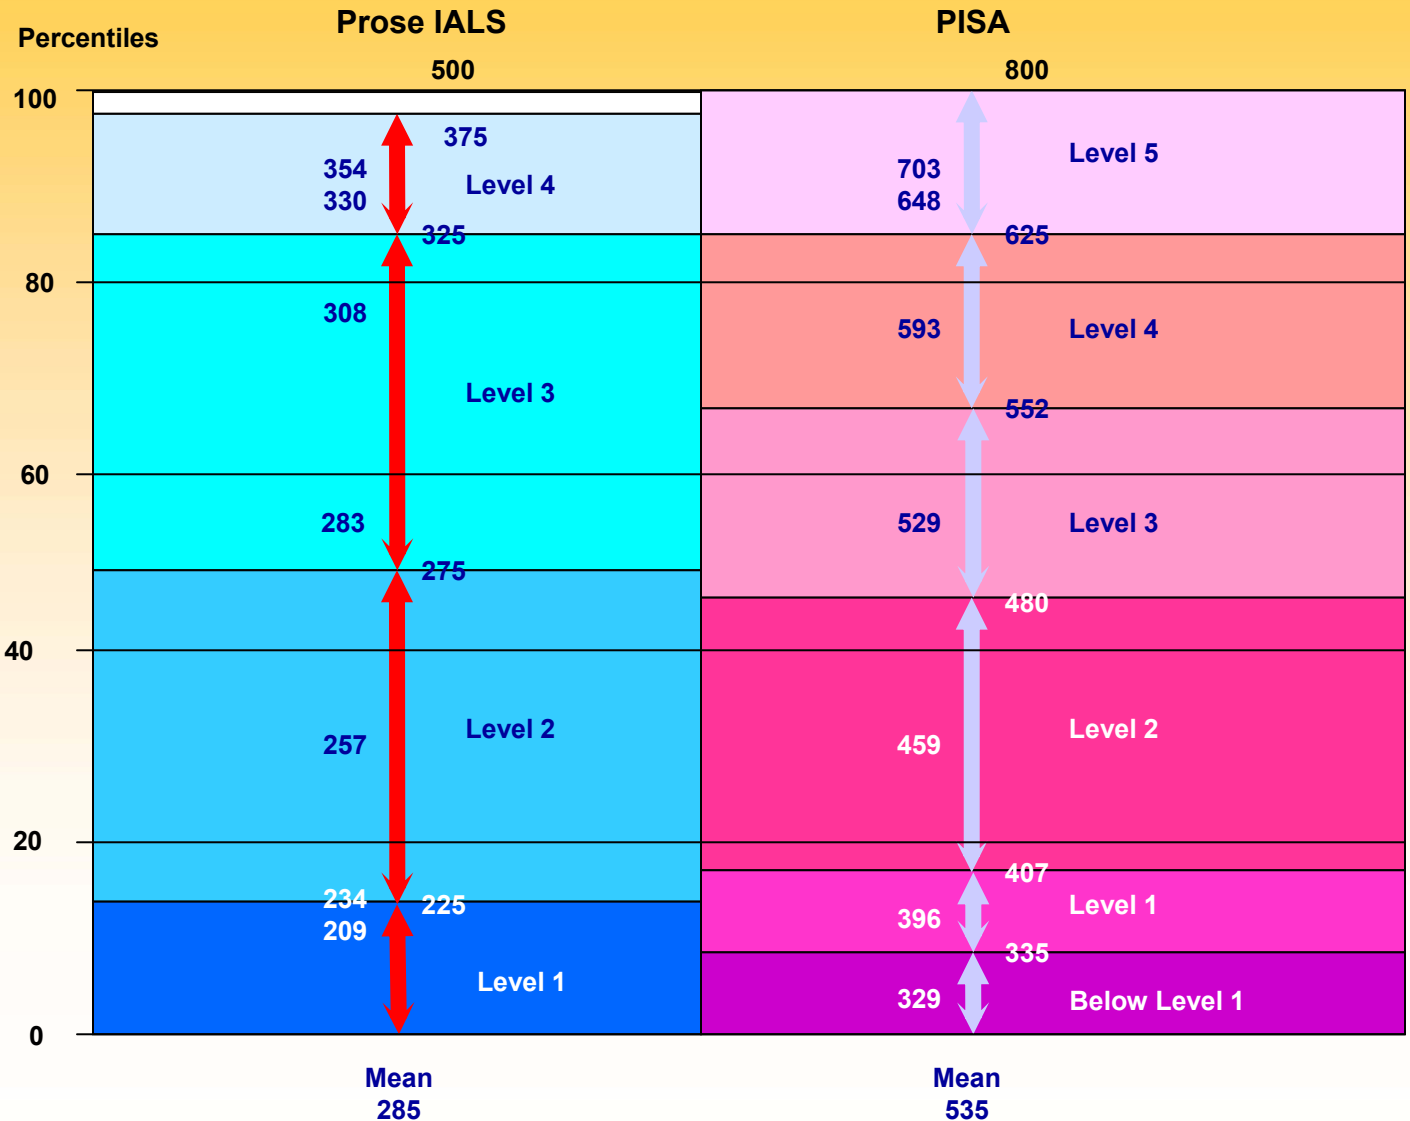 Prose IALS
PISA
Percentiles
500
800
100
375
354
703
Level 5
330
Level 4
648
325
625
80
308
593
Level 4
Level 3
552
60
283
529
Level 3
275
480
40
257
Level 2
459
Level 2
20
407
234
225
396
Level 1
209
335
Level 1
329
Below Level 1
0
Mean
285
Mean
535